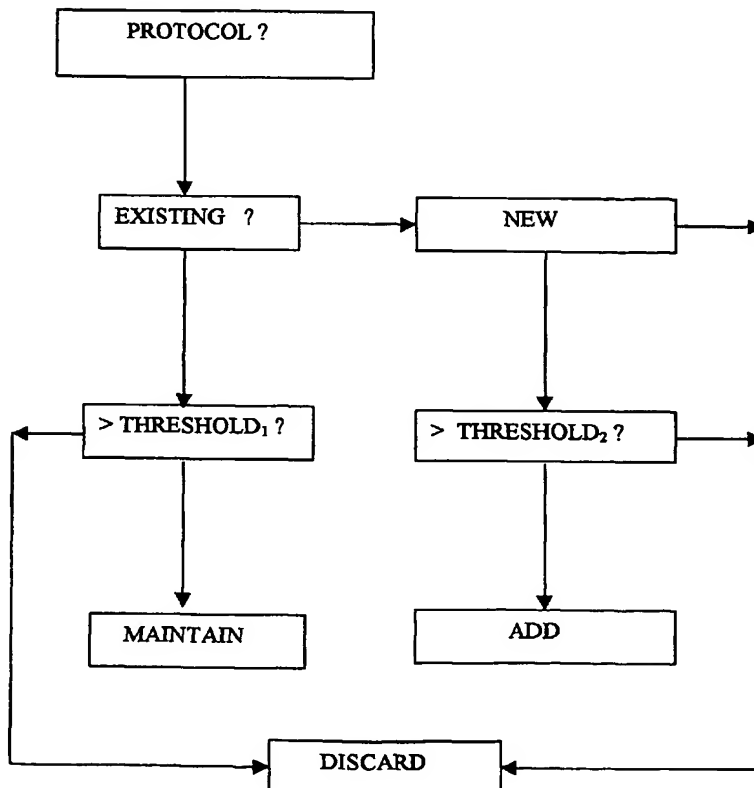 PROTOCOL ?
EXISTING ?
NEW
> THRESHOLD₁ ?
> THRESHOLD₂ ?
MAINTAIN
ADD
DISCARD